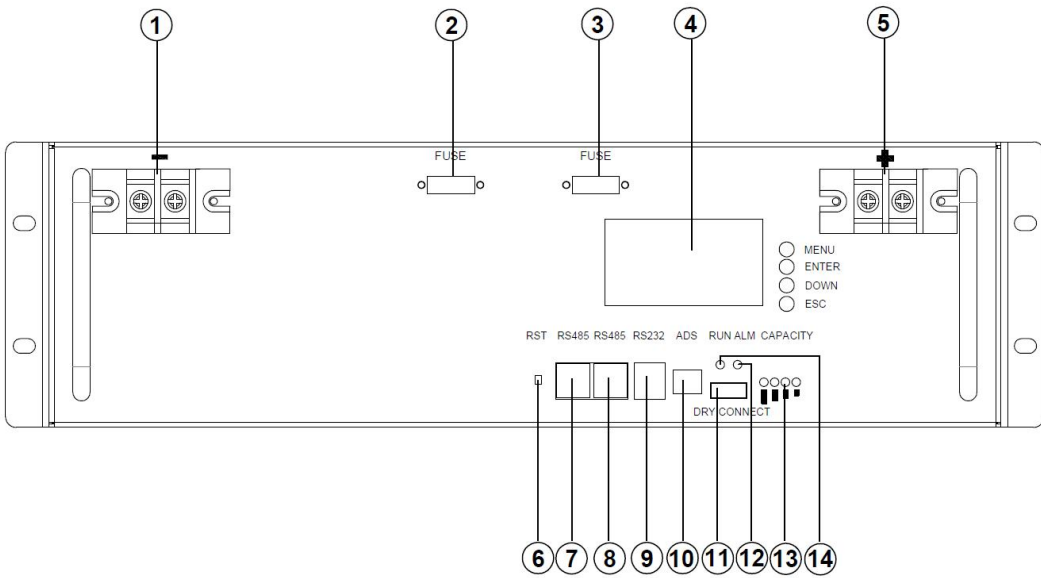 1 2 3 4 5
− +
FUSE FUSE
MENU
ENTER
DOWN
ESC
RST RS485 RS485 RS232 ADS RUN ALM CAPACITY
DRY CONNECT
6 7 8 9 10 11 12 13 14